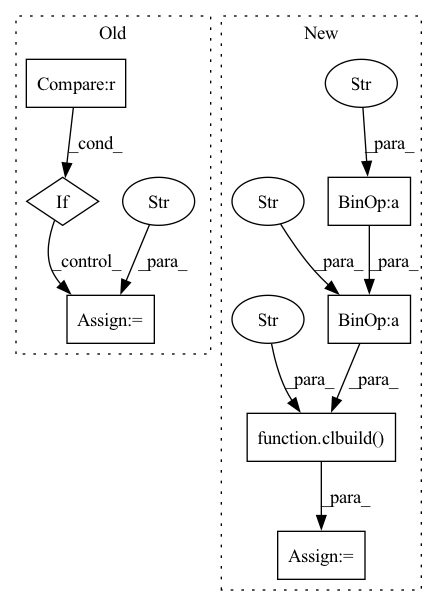 Old
New
Compare:r
Str
_cond_
_para_
If
Str
Str
BinOp:a
_control_
_para_
_para_
_para_
Assign:=
Str
BinOp:a
_para_
_para_
function.clbuild()
_para_
Assign:=